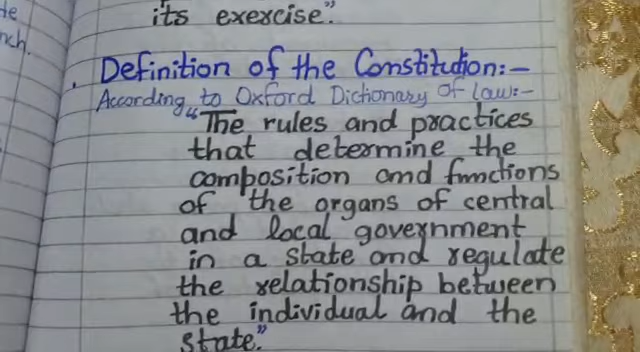 its exercise."
nch.
Definition of the Constitution:-
According to Oxford Dictionary of law:-
"The rules and practices
that determine the
composition and functions
of the organs of central
and local government
in a state and regulate
the relationship between
the individual and the
state."